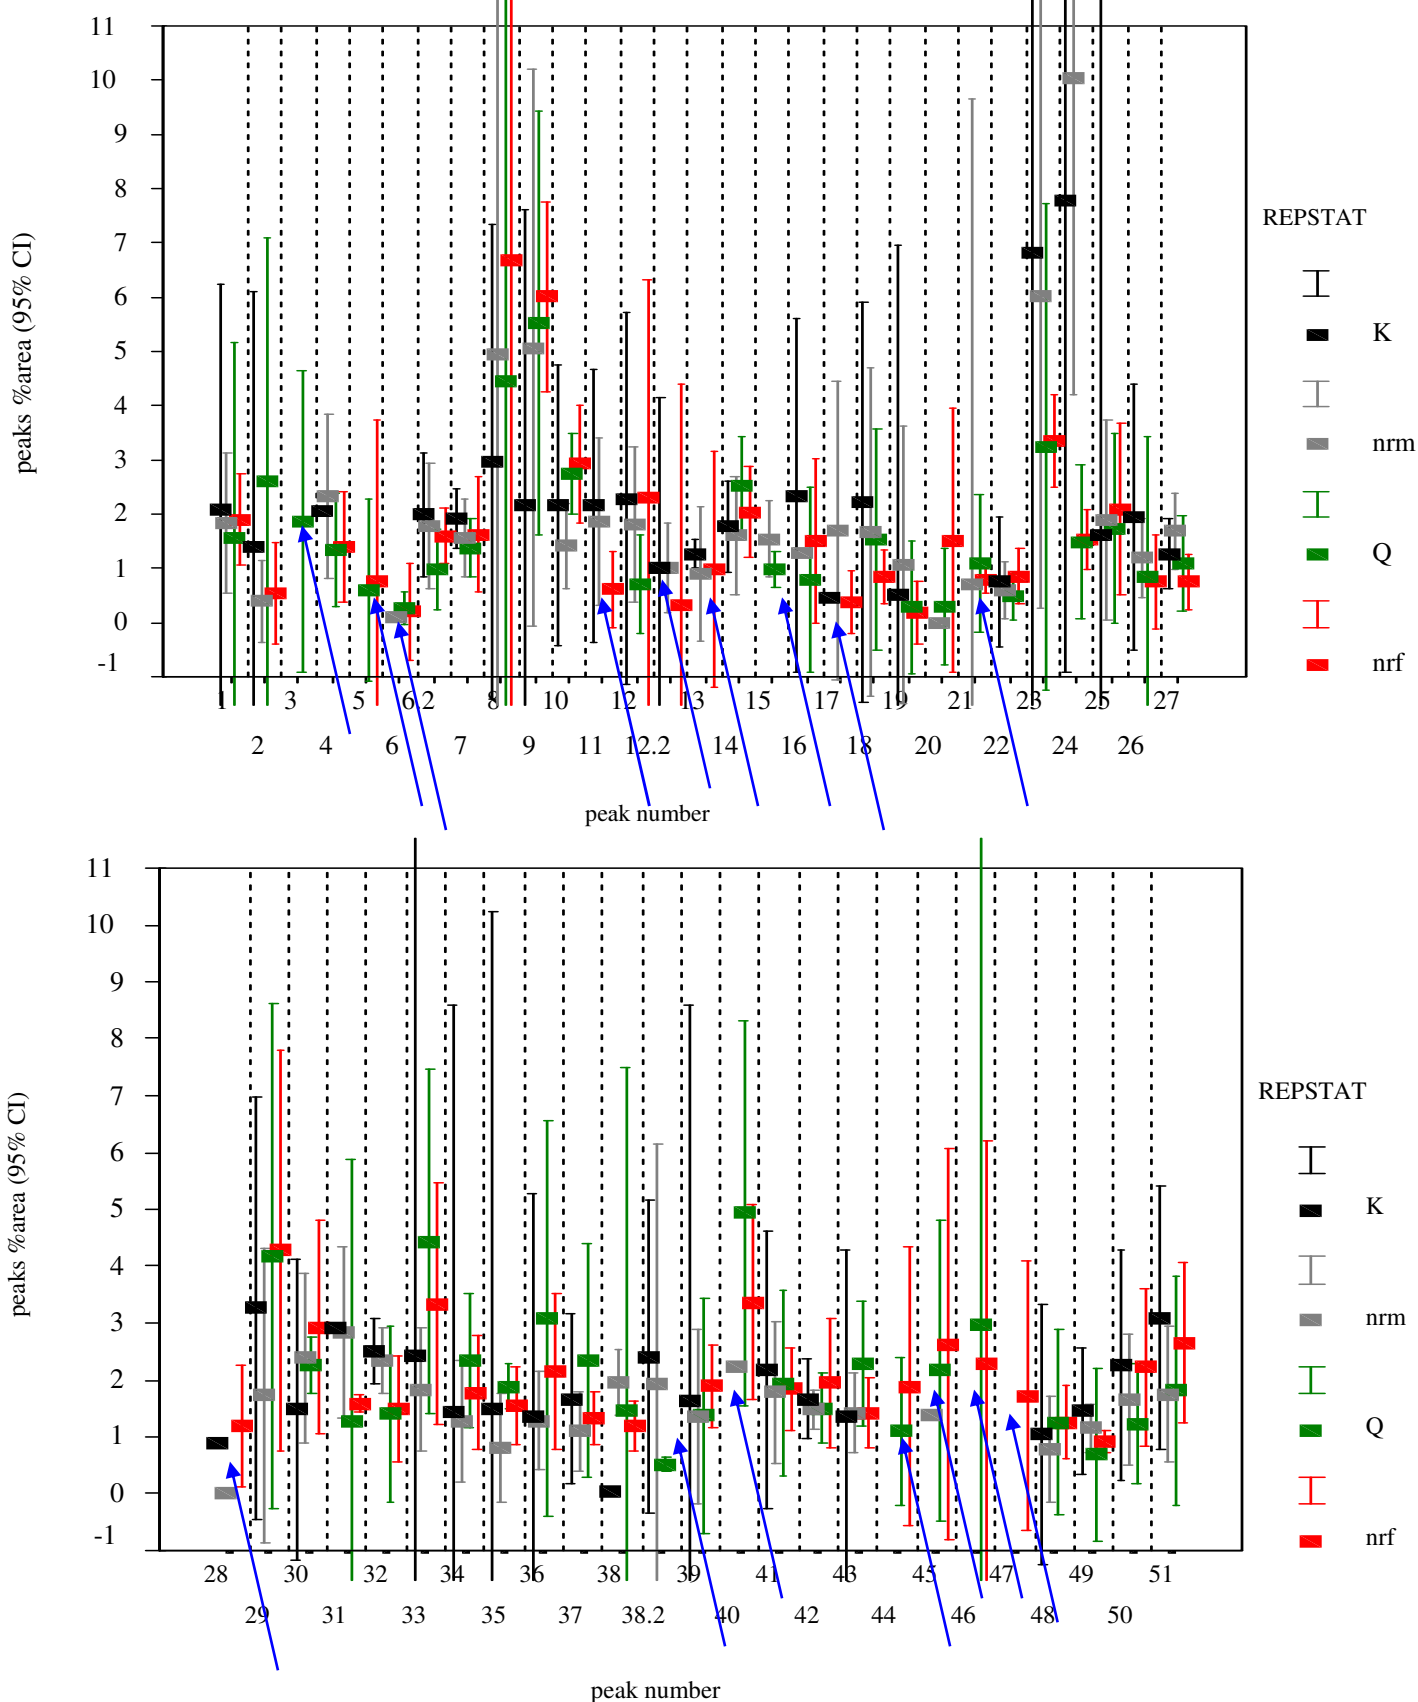 11
10
9
8
7
6
5
4
3
2
1
0
-1
peaks %area (95% CI)
REPSTAT
K
nrm
Q
nrf
1 3 5 6.2 8 10 12 13 15 17 19 21 23 25 27
2 4 6 7 9 11 12.2 14 16 18 20 22 24 26
peak number
11
10
9
8
7
6
5
4
3
2
1
0
-1
peaks %area (95% CI)
REPSTAT
K
nrm
Q
nrf
28 30 32 34 36 38 39 41 43 45 47 49 51
29 31 33 35 37 38.2 40 42 44 46 48 50
peak number